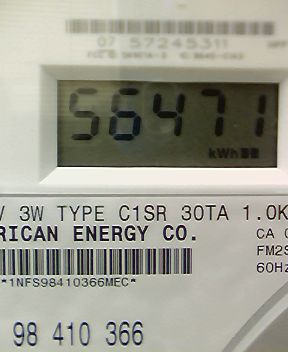 07 57245311
56471
kWh
V 3W TYPE C1SR 30TA 1.0K
RICAN ENERGY CO.
CA
FM2S
60Hz
*1NFS98410366MEC*
98 410 366